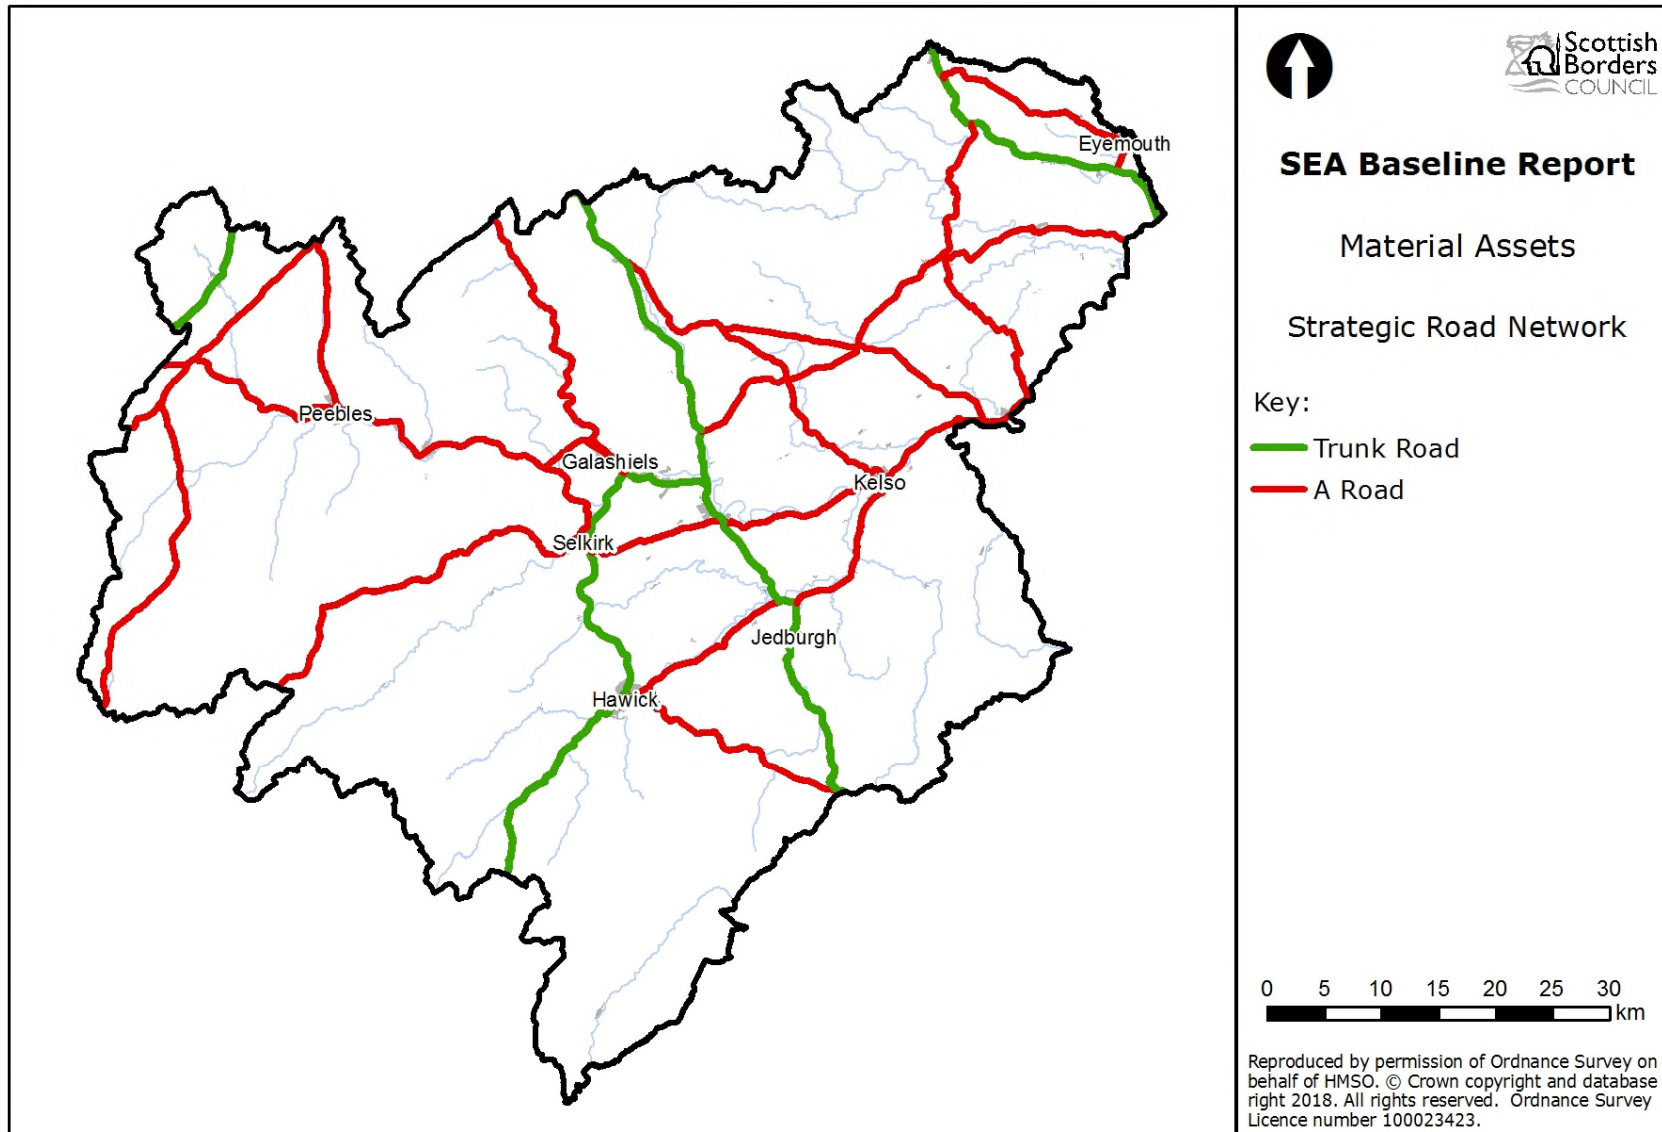 Scottish
Borders
COUNCIL
SEA Baseline Report
Material Assets
Strategic Road Network
Key:
Trunk Road
A Road
Eyemouth
Peebles
Galashiels
Kelso
Selkirk
Jedburgh
Hawick
0 5 10 15 20 25 30
km
Reproduced by permission of Ordnance Survey on
behalf of HMSO. © Crown copyright and database
right 2018. All rights reserved. Ordnance Survey
Licence number 100023423.